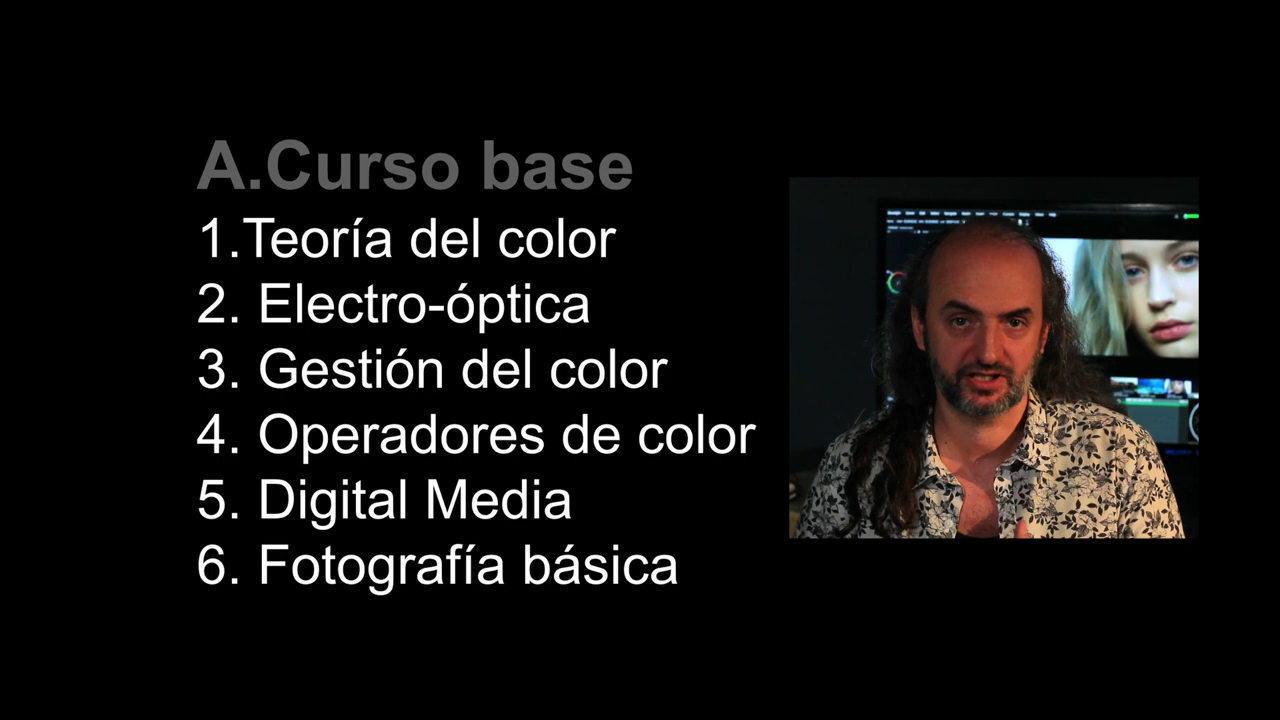 A.Curso base
1.Teoría del color
2. Electro-óptica
3. Gestión del color
4. Operadores de color
5. Digital Media
6. Fotografía básica